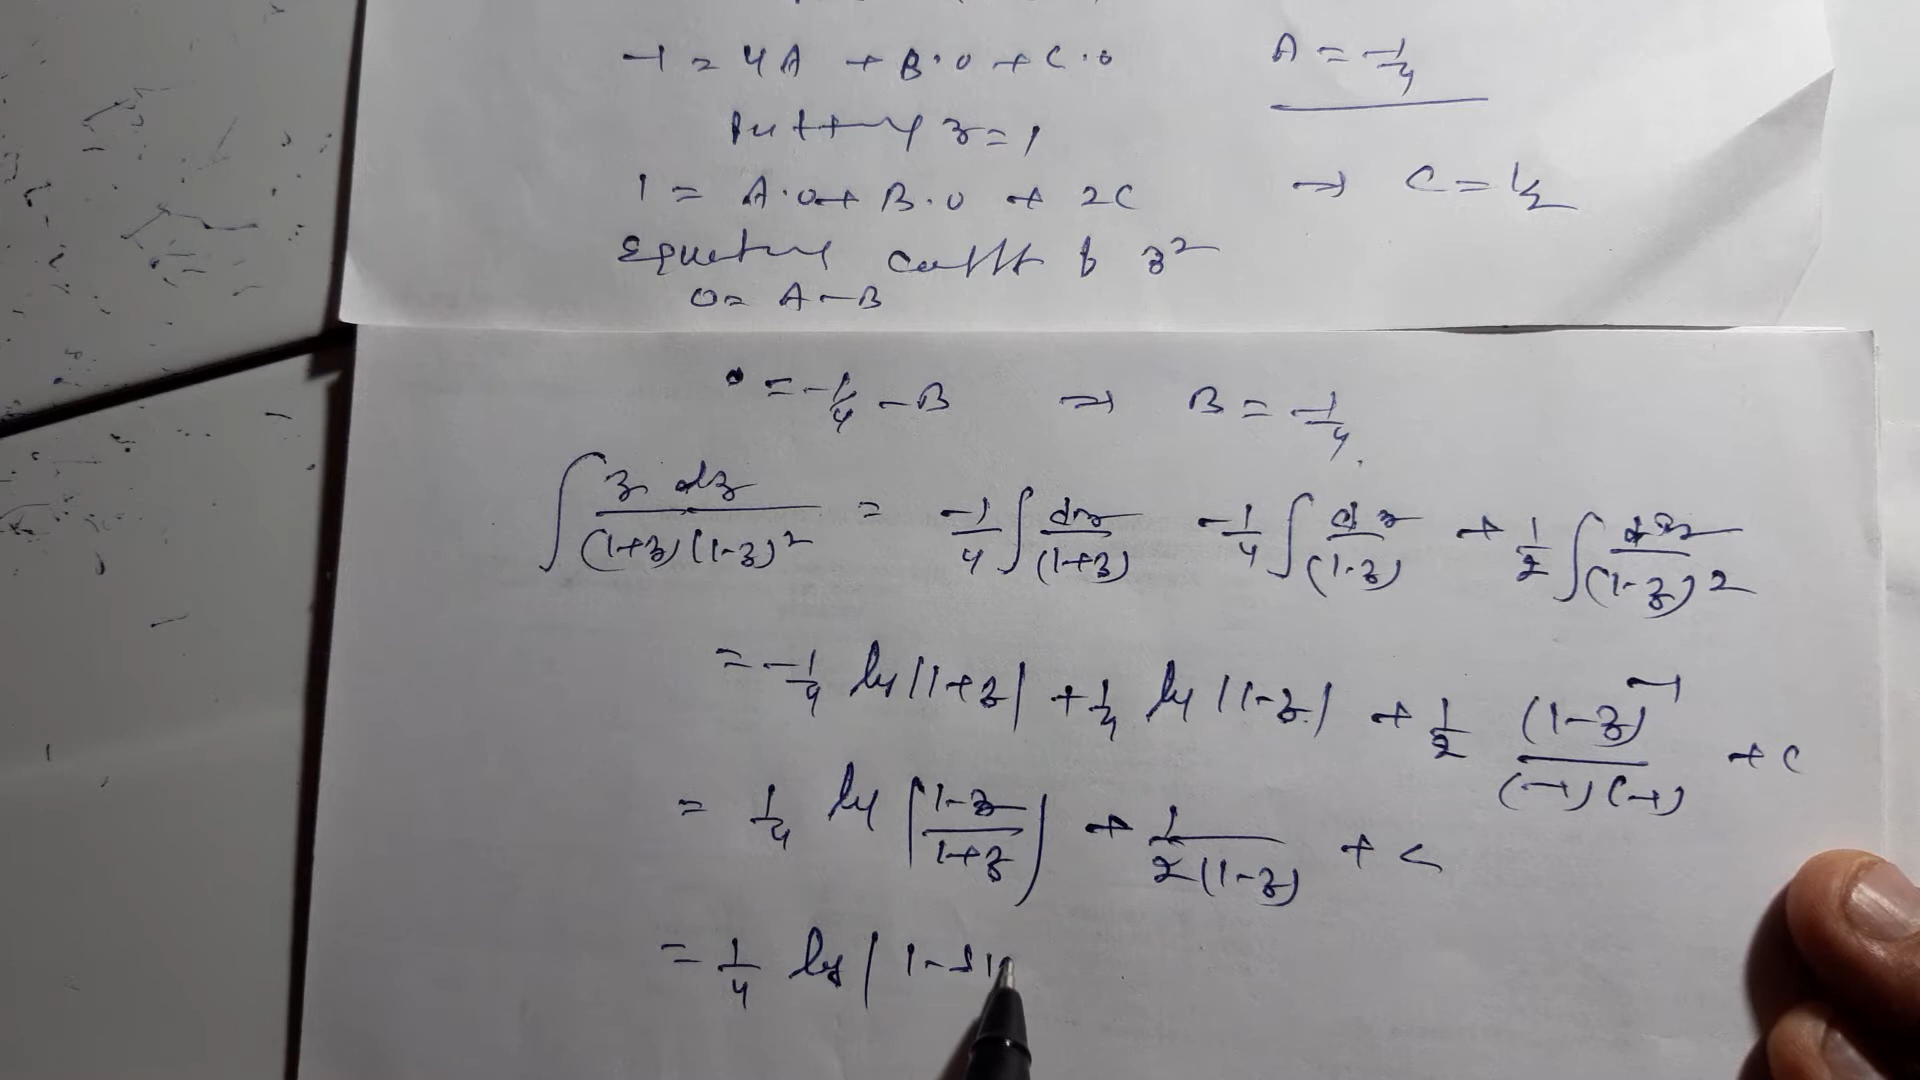 -1 = 4A + B·0 + C·0    A = -1/4
Putting z = 1
1 = A·0 + B·0 + 2C    ⇒ C = 1/2
Equating coefft of z²
0 = A - B
0 = -1/4 - B    ⇒ B = -1/4
∫ z dz / (1+z)(1-z)² = -1/4 ∫ dz/(1+z) -1/4 ∫ dz/(1-z) + 1/2 ∫ dz/(1-z)²
= -1/4 log|1+z| + 1/4 log|1-z| + 1/2 (1-z)⁻¹/(-1)(-1) + C
= 1/4 log|1-z/1+z| + 1/2(1-z) + C
= 1/4 log| 1-si